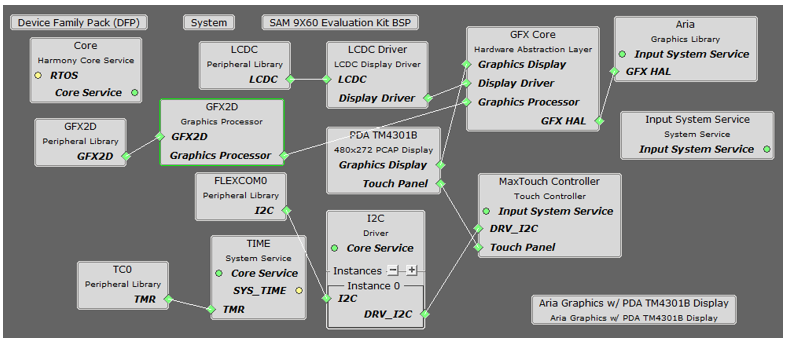 Device Family Pack (DFP)
System
SAM 9X60 Evaluation Kit BSP
Core
Harmony Core Service
RTOS
Core Service
LCDC
Peripheral Library
LCDC
LCDC Driver
LCDC Display Driver
LCDC
Display Driver
GFX Core
Hardware Abstraction Layer
Graphics Display
Display Driver
Graphics Processor
GFX HAL
Aria
Graphics Library
Input System Service
GFX HAL
GFX2D
Peripheral Library
GFX2D
GFX2D
Graphics Processor
GFX2D
Graphics Processor
PDA TM4301B
480x272 PCAP Display
Graphics Display
Touch Panel
Input System Service
System Service
Input System Service
FLEXCOM0
Peripheral Library
I2C
MaxTouch Controller
Touch Controller
Input System Service
DRV_I2C
Touch Panel
I2C
Driver
Core Service
Instances
Instance 0
I2C
DRV_I2C
TIME
System Service
Core Service
SYS_TIME
TMR
TC0
Peripheral Library
TMR
Aria Graphics w/ PDA TM4301B Display
Aria Graphics w/ PDA TM4301B Display